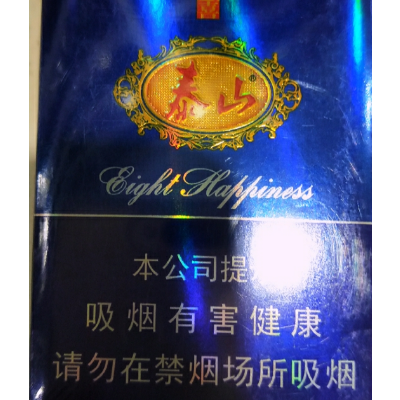 泰山®
Eight Happiness
本公司提
吸烟有害健康
请勿在禁烟场所吸烟